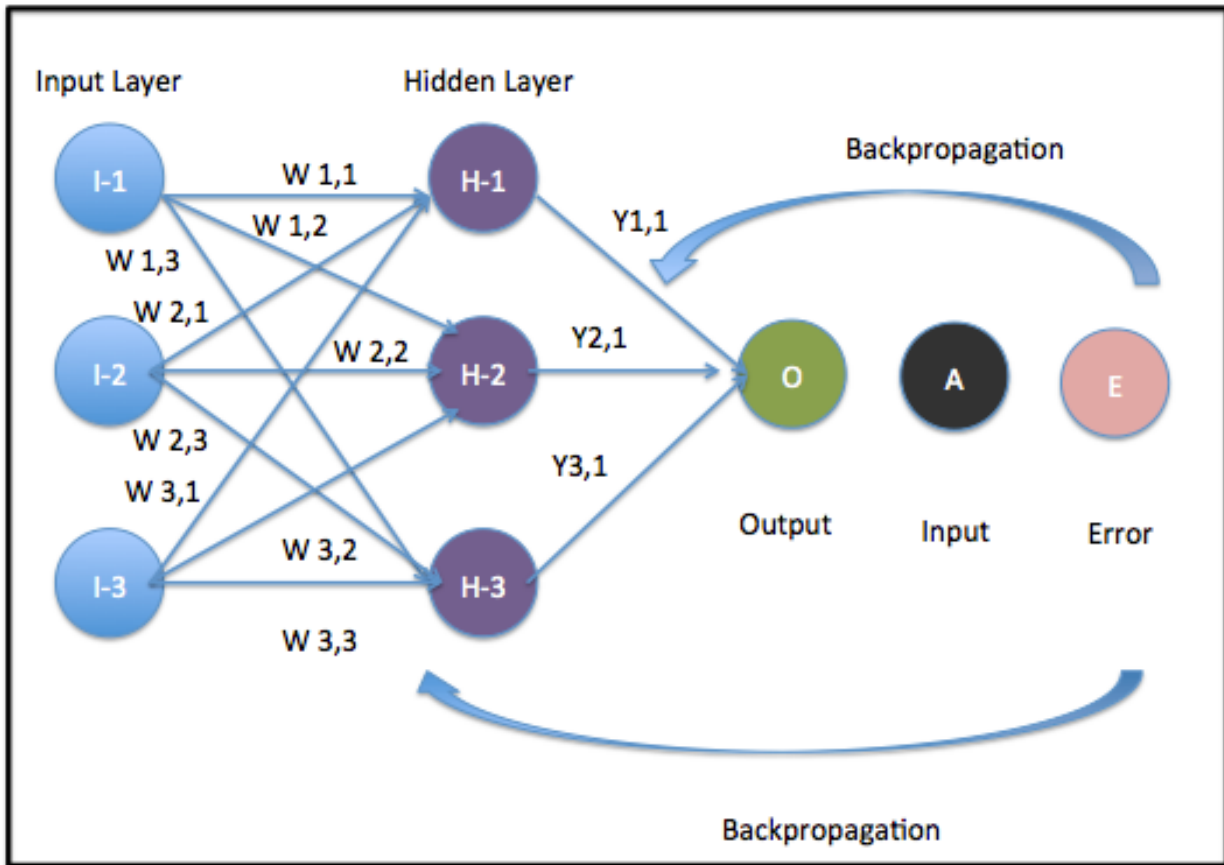 Input Layer
Hidden Layer
Backpropagation
I-1
W 1,1
H-1
W 1,2
Y1,1
W 1,3
W 2,1
I-2
W 2,2
H-2
Y2,1
O
A
E
W 2,3
W 3,1
Y3,1
Output
Input
Error
I-3
W 3,2
H-3
W 3,3
Backpropagation